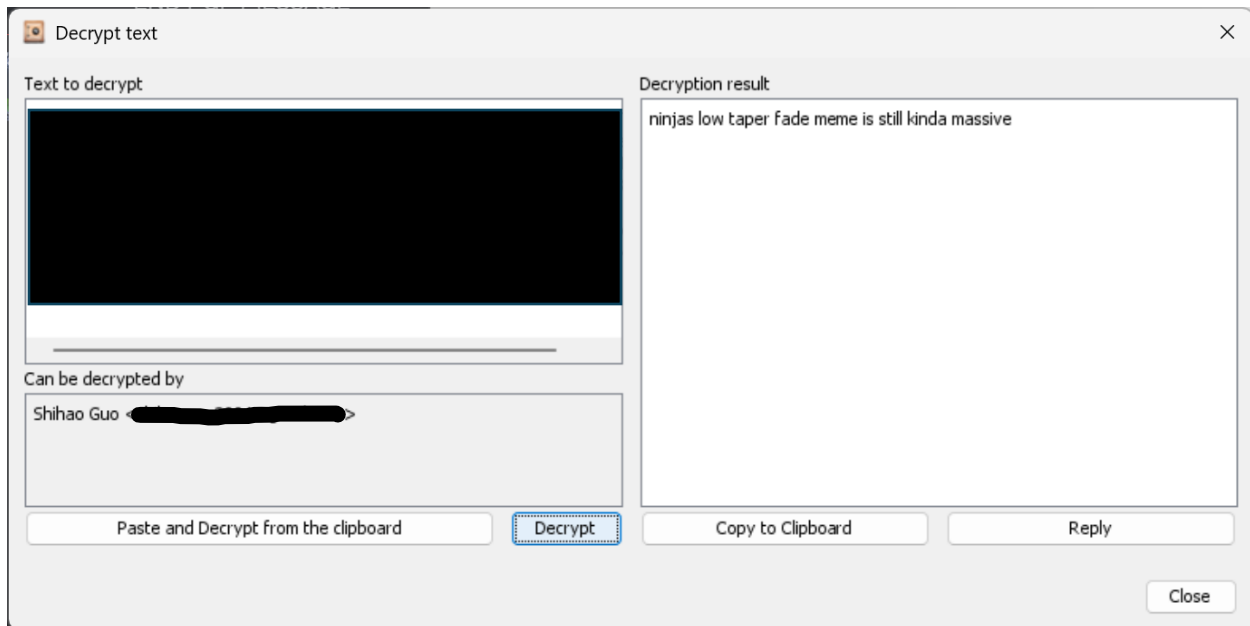 Decrypt text
Text to decrypt
Decryption result
ninjas low taper fade meme is still kinda massive
Can be decrypted by
Shihao Guo < >
Paste and Decrypt from the clipboard
Decrypt
Copy to Clipboard
Reply
Close